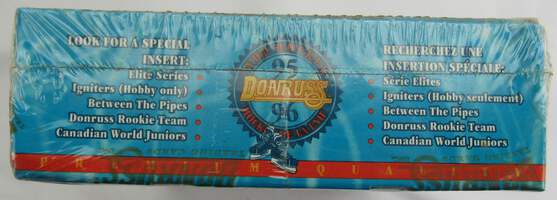 LOOK FOR A SPECIAL
INSERT:
Elite Series •
Igniters (Hobby only) •
Between The Pipes •
Donruss Rookie Team •
Canadian World Juniors •
95
DONRUSS
96
RECHERCHEZ UNE
INSERTION SPÉCIALE:
• Série Elites
• Igniters (Hobby seulement)
• Between The Pipes
• Donruss Rookie Team
• Canadian World Juniors
PREMIUM QUALITY